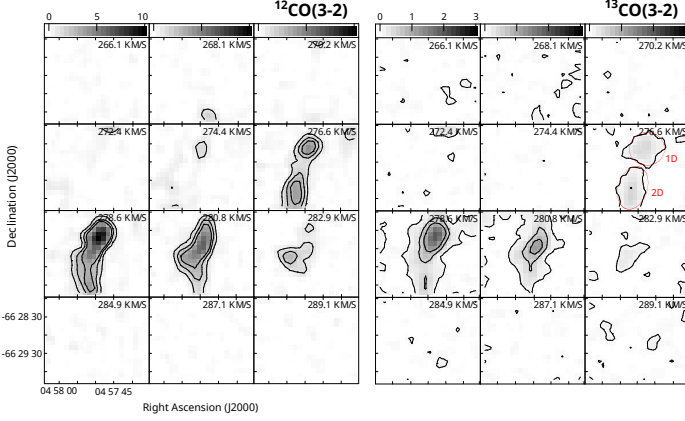 12CO(3-2)
13CO(3-2)
0 5 10
0 1 2 3
266.1 KM/S 268.1 KM/S 270.2 KM/S
266.1 KM/S 268.1 KM/S 270.2 KM/S
272.4 KM/S 274.4 KM/S 276.6 KM/S
272.4 KM/S 274.4 KM/S 276.6 KM/S
1D
2D
278.6 KM/S 280.8 KM/S 282.9 KM/S
278.6 KM/S 280.8 KM/S 282.9 KM/S
284.9 KM/S 287.1 KM/S 289.1 KM/S
284.9 KM/S 287.1 KM/S 289.1 KM/S
Declination (J2000)
-66 28 30
-66 29 30
04 58 00 04 57 45
Right Ascension (J2000)